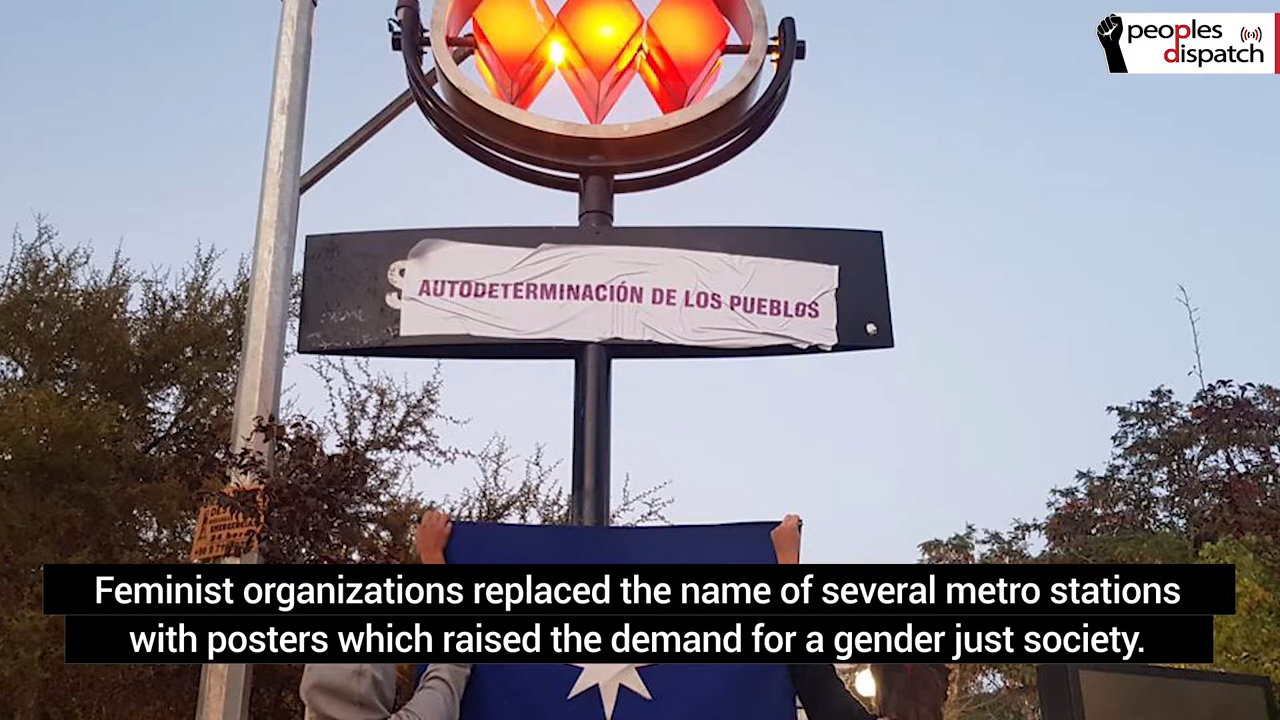 peoples
dispatch
AUTODETERMINACIÓN DE LOS PUEBLOS
EMERGENCIA
Feminist organizations replaced the name of several metro stations
with posters which raised the demand for a gender just society.